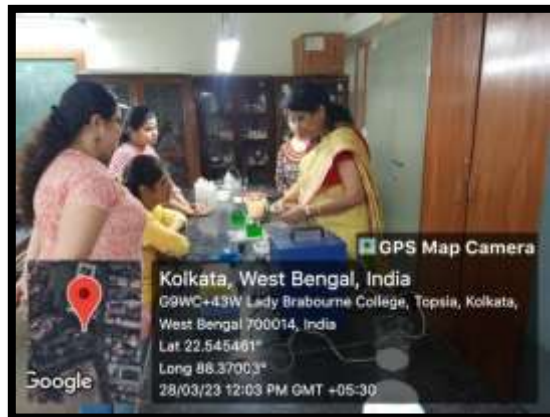 GPS Map Camera
Kolkata, West Bengal, India
G9WC+43W Lady Brabourne College, Topsia, Kolkata,
West Bengal 700014, India
Lat 22.545461°
Long 88.37003°
28/03/23 12:03 PM GMT +05:30
Google